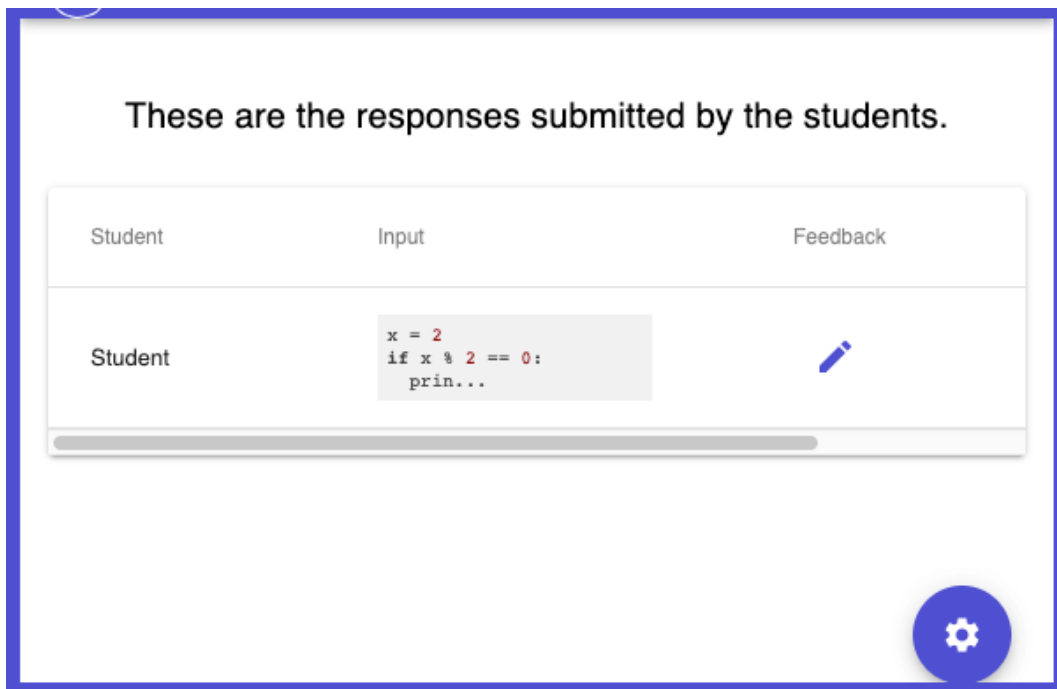 These are the responses submitted by the students.
Student Input Feedback
Student
x = 2
if x % 2 == 0:
  prin...